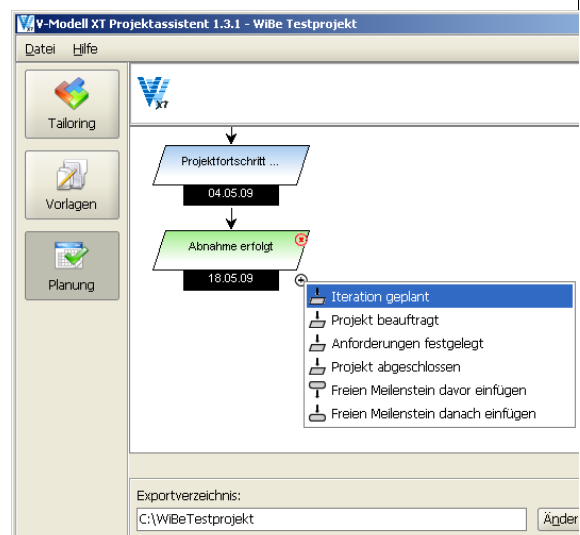 V-Modell XT Projektassistent 1.3.1 - WiBe Testprojekt
Datei Hilfe
Tailoring
Vorlagen
Planung
XT
Projektfortschritt ...
04.05.09
Abnahme erfolgt
18.05.09
Iteration geplant
Projekt beauftragt
Anforderungen festgelegt
Projekt abgeschlossen
Freien Meilenstein davor einfügen
Freien Meilenstein danach einfügen
Exportverzeichnis:
C:\WiBeTestprojekt
Änder